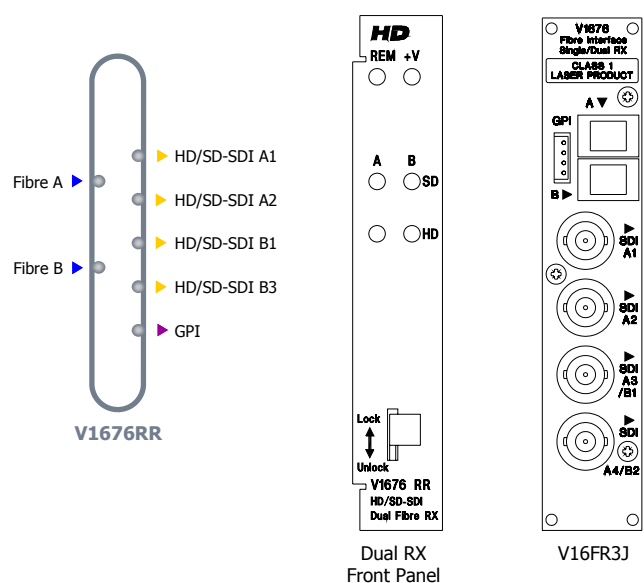 Fibre A
Fibre B
HD/SD-SDI A1
HD/SD-SDI A2
HD/SD-SDI B1
HD/SD-SDI B3
GPI
V1676RR
HD
REM +V
A B
SD
HD
Lock
Unlock
V1676 RR
HD/SD-SDI
Dual Fibre RX
Dual RX
Front Panel
V1676
Fibre Interface
Single/Dual RX
CLASS 1
LASER PRODUCT
A
GPI
B
SDI
A1
SDI
A2
SDI
A3
/B1
SDI
A4/B2
V16FR3J